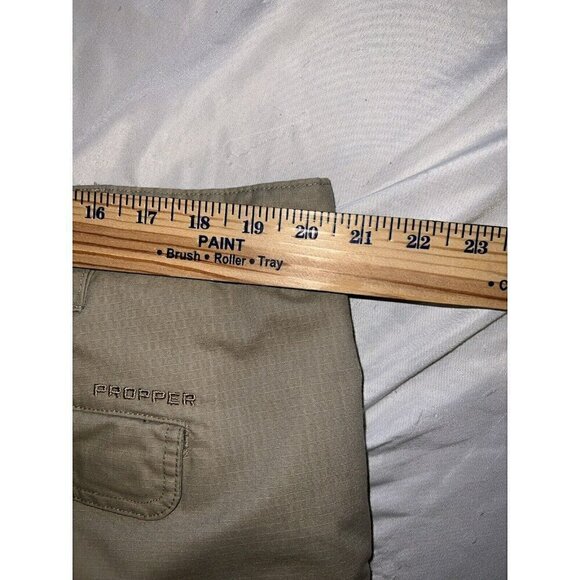 16 17 18 19 20 21 22 23
PAINT
• Brush • Roller • Tray
• C
PROPPER